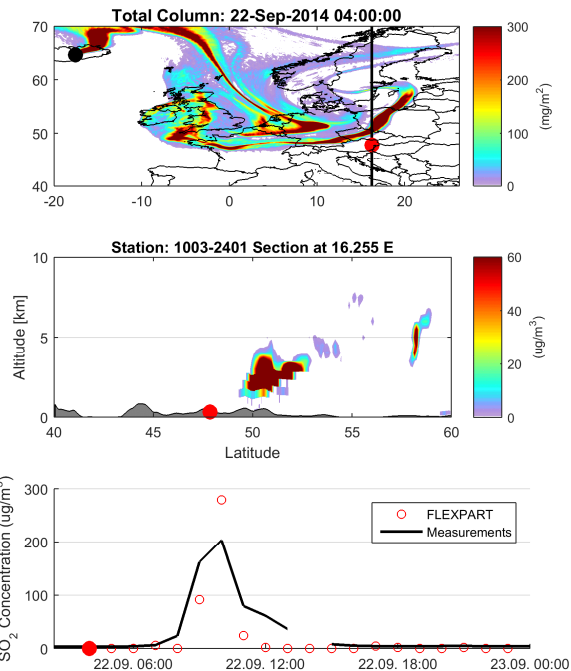 Total Column: 22-Sep-2014 04:00:00
70
60
50
40
-20 -10 0 10 20
300
200
100
0
(mg/m²)
Station: 1003-2401 Section at 16.255 E
10
5
0
Altitude [km]
40 45 50 55 60
Latitude
60
40
20
0
(ug/m³)
300
200
100
0
SO₂ Concentration (ug/m³)
FLEXPART
Measurements
22.09. 06:00 22.09. 12:00 22.09. 18:00 23.09. 00:00